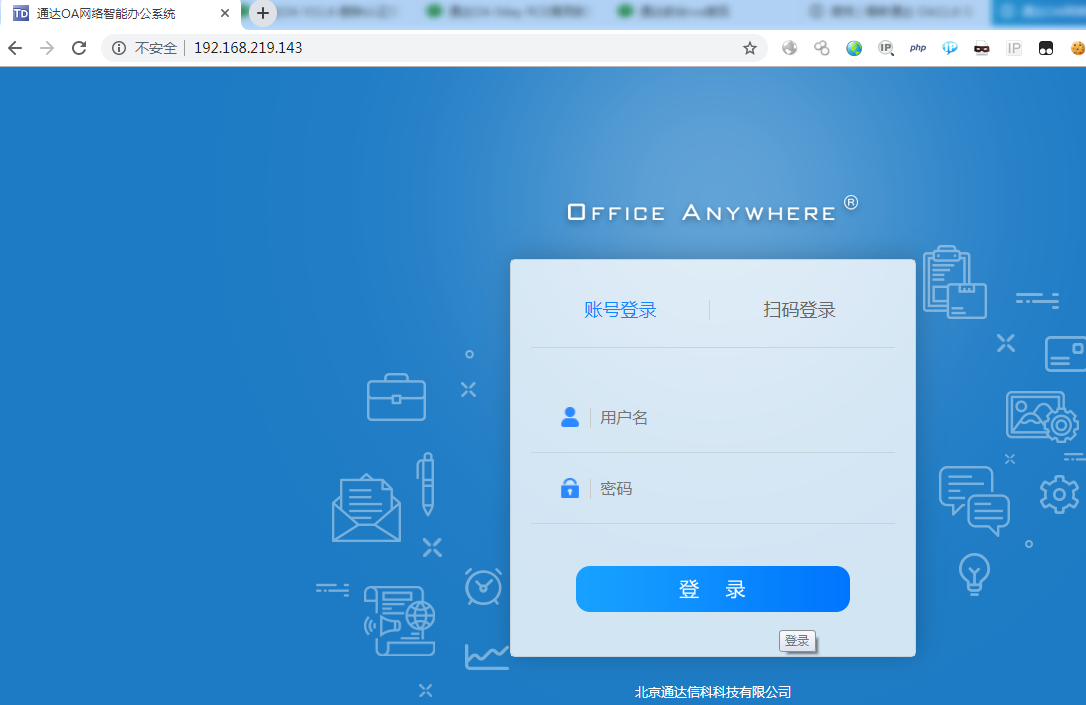 TD 通达OA网络智能办公系统
不安全 192.168.219.143
IP php IP IP
OFFICE ANYWHERE ®
账号登录 扫码登录
用户名
密码
登 录
登录
北京通达信科科技有限公司